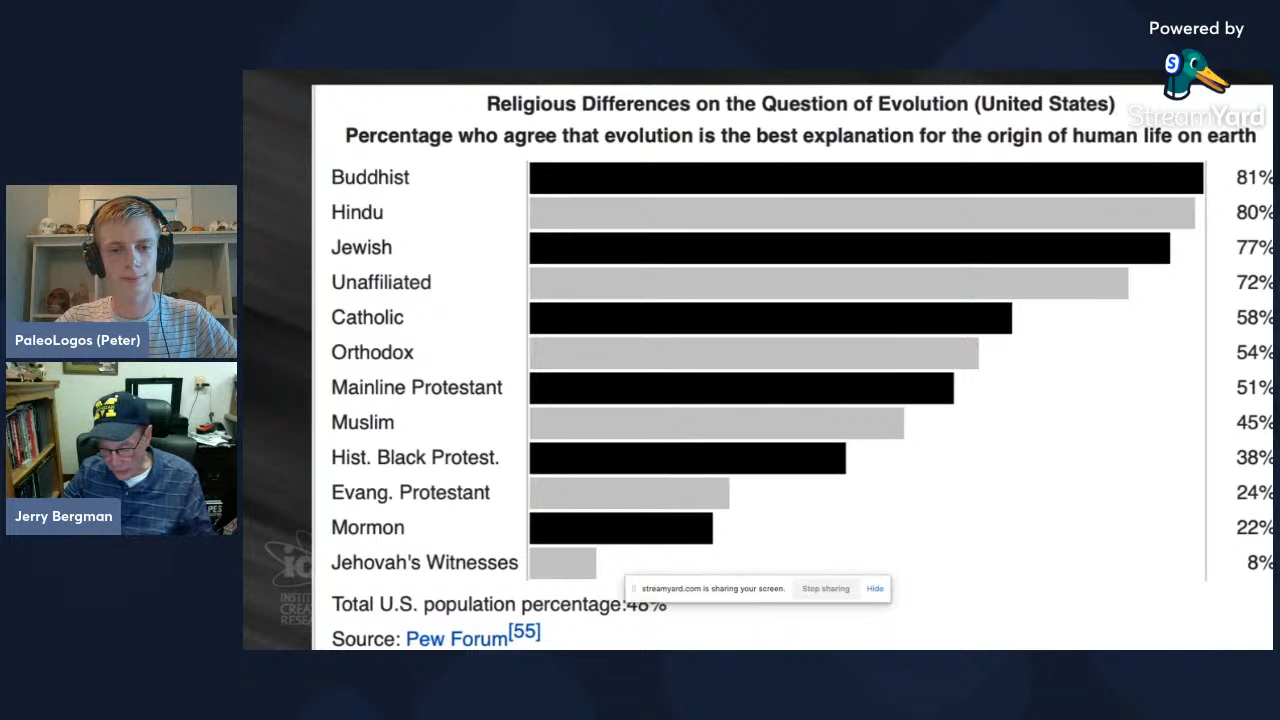 Powered by
S
StreamYard
Religious Differences on the Question of Evolution (United States)
Percentage who agree that evolution is the best explanation for the origin of human life on earth
Buddhist 81%
Hindu 80%
Jewish 77%
Unaffiliated 72%
Catholic 58%
Orthodox 54%
Mainline Protestant 51%
Muslim 45%
Hist. Black Protest. 38%
Evang. Protestant 24%
Mormon 22%
Jehovah's Witnesses 8%
streamyard.com is sharing your screen. Stop sharing Hide
Total U.S. population percentage:48%
Source: Pew Forum[55]
PaleoLogos (Peter)
M
Jerry Bergman